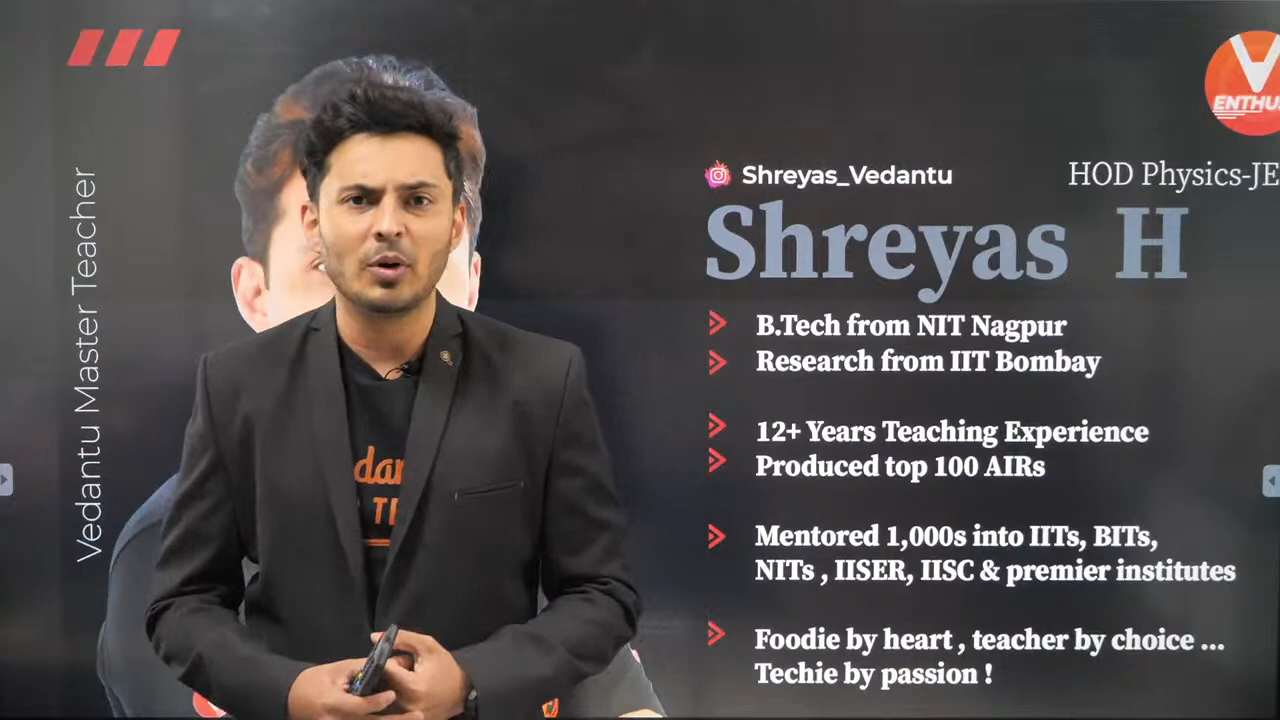 Vedantu Master Teacher
ENTHU
Shreyas_Vedantu
HOD Physics-JE
Shreyas H
B.Tech from NIT Nagpur
Research from IIT Bombay
12+ Years Teaching Experience
Produced top 100 AIRs
Mentored 1,000s into IITs, BITs,
NITs , IISER, IISC & premier institutes
Foodie by heart , teacher by choice ...
Techie by passion !